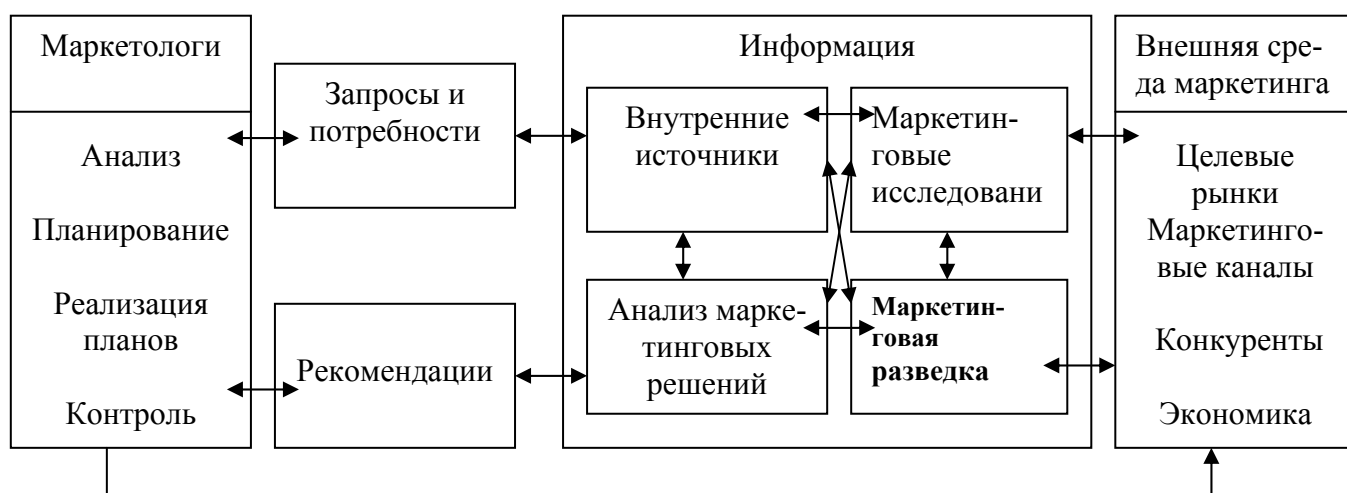 Маркетологи
Анализ
Планирование
Реализация
планов
Контроль
Запросы и
потребности
Рекомендации
Информация
Внутренние
источники
Маркетин-
говые
исследовани
Анализ марке-
тинговых
решений
Маркетин-
говая
разведка
Внешняя сре-
да маркетинга
Целевые
рынки
Маркетинго-
вые каналы
Конкуренты
Экономика